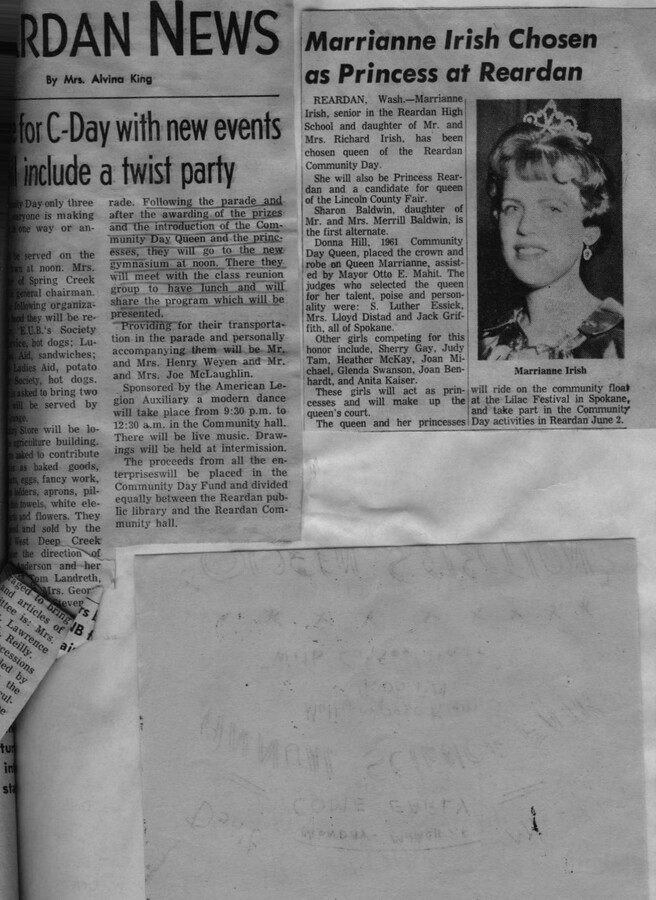 RDAN NEWS
By Mrs. Alvina King
for C-Day with new events
include a twist party
Day only three
everyone is making
one way or an-
be served on the
at noon. Mrs.
of Spring Creek
general chairman.
following organiza-
and they will be re-
E.U.B.'s Society
hot dogs; Lu-
Aid, sandwiches;
Ladies Aid, potato
Society, hot dogs.
asked to bring two
will be served by
Store will be lo-
agriculture building.
asked to contribute
as baked goods,
eggs, fancy work,
holders, aprons, pil-
towels, white ele-
and flowers. They
and sold by the
West Deep Creek
the direction of
and her
Tom Landreth,
Mrs. Geor
Steven
rade. Following the parade and
after the awarding of the prizes
and the introduction of the Com-
munity Day Queen and the princ-
esses, they will go to the new
gymnasium at noon. There they
will meet with the class reunion
group to have lunch and will
share the program which will be
presented.
Providing for their transporta-
tion in the parade and personally
accompanying them will be Mr.
and Mrs. Henry Weyen and Mr.
and Mrs. Joe McLaughlin.
Sponsored by the American Le-
gion Auxiliary a modern dance
will take place from 9:30 p.m. to
12:30 a.m. in the Community hall.
There will be live music. Draw-
ings will be held at intermission.
The proceeds from all the en-
terpriseswill be placed in the
Community Day Fund and divided
equally between the Reardan pub-
lic library and the Reardan Com-
munity hall.
to bring
and articles of
ttee is: Mrs.
Lawrence
Reilly.
cessions
ded by
the
Marrianne Irish Chosen
as Princess at Reardan
REARDAN, Wash.—Marrianne
Irish, senior in the Reardan High
School and daughter of Mr. and
Mrs. Richard Irish, has been
chosen queen of the Reardan
Community Day.
She will also be Princess Rear-
dan and a candidate for queen
of the Lincoln County Fair.
Sharon Baldwin, daughter of
Mr. and Mrs. Merrill Baldwin, is
the first alternate.
Donna Hill, 1961 Community
Day Queen, placed the crown and
robe on Queen Marrianne, assist-
ed by Mayor Otto E. Mahit. The
judges who selected the queen
for her talent, poise and person-
ality were: S. Luther Essick,
Mrs. Lloyd Distad and Jack Grif-
fith, all of Spokane.
Other girls competing for this
honor include, Sherry Gay, Judy
Tam, Heather McKay, Joan Mi-
chael, Glenda Swanson, Joan Ben-
hardt, and Anita Kaiser.
These girls will act as prin-
cesses and will make up the
queen's court.
The queen and her princesses
Marrianne Irish
will ride on the community float
at the Lilac Festival in Spokane,
and take part in the Community
Day activities in Reardan June 2.
COME EARLY